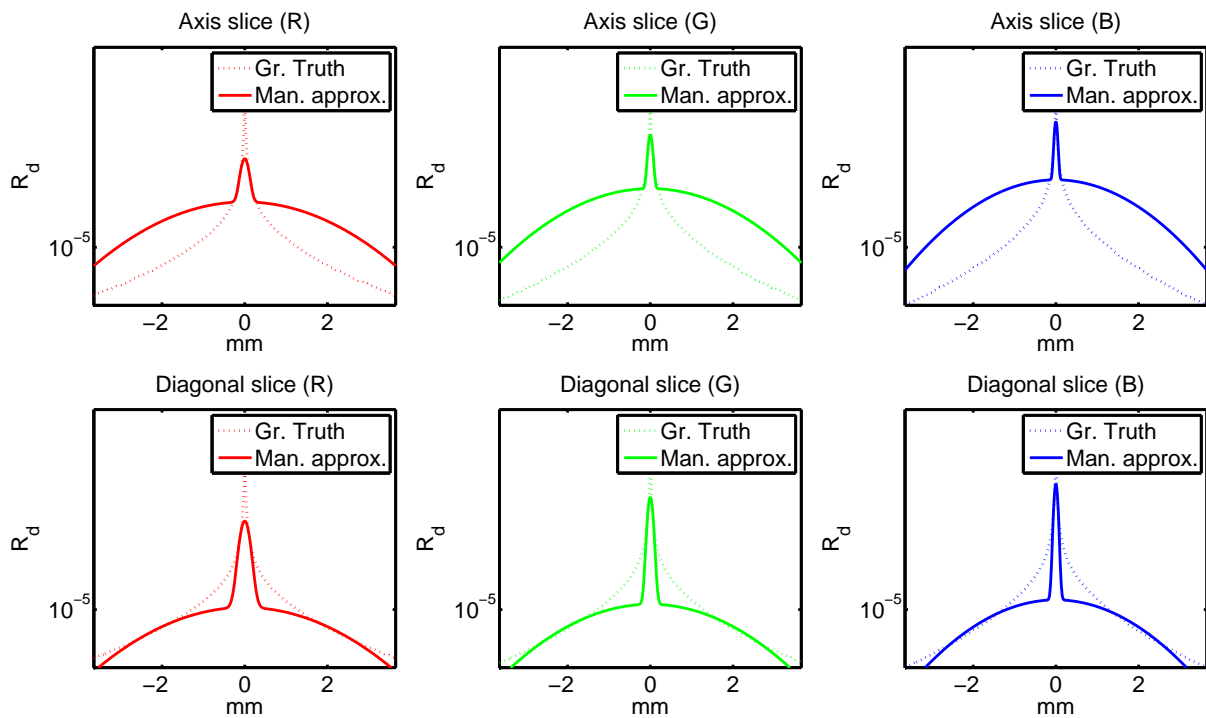 Axis slice (R)
Gr. Truth
Man. approx.
R_d
10^-5
−2
0
2
mm
Axis slice (G)
Gr. Truth
Man. approx.
R_d
10^-5
−2
0
2
mm
Axis slice (B)
Gr. Truth
Man. approx.
R_d
10^-5
−2
0
2
mm
Diagonal slice (R)
Gr. Truth
Man. approx.
R_d
10^-5
−2
0
2
mm
Diagonal slice (G)
Gr. Truth
Man. approx.
R_d
10^-5
−2
0
2
mm
Diagonal slice (B)
Gr. Truth
Man. approx.
R_d
10^-5
−2
0
2
mm